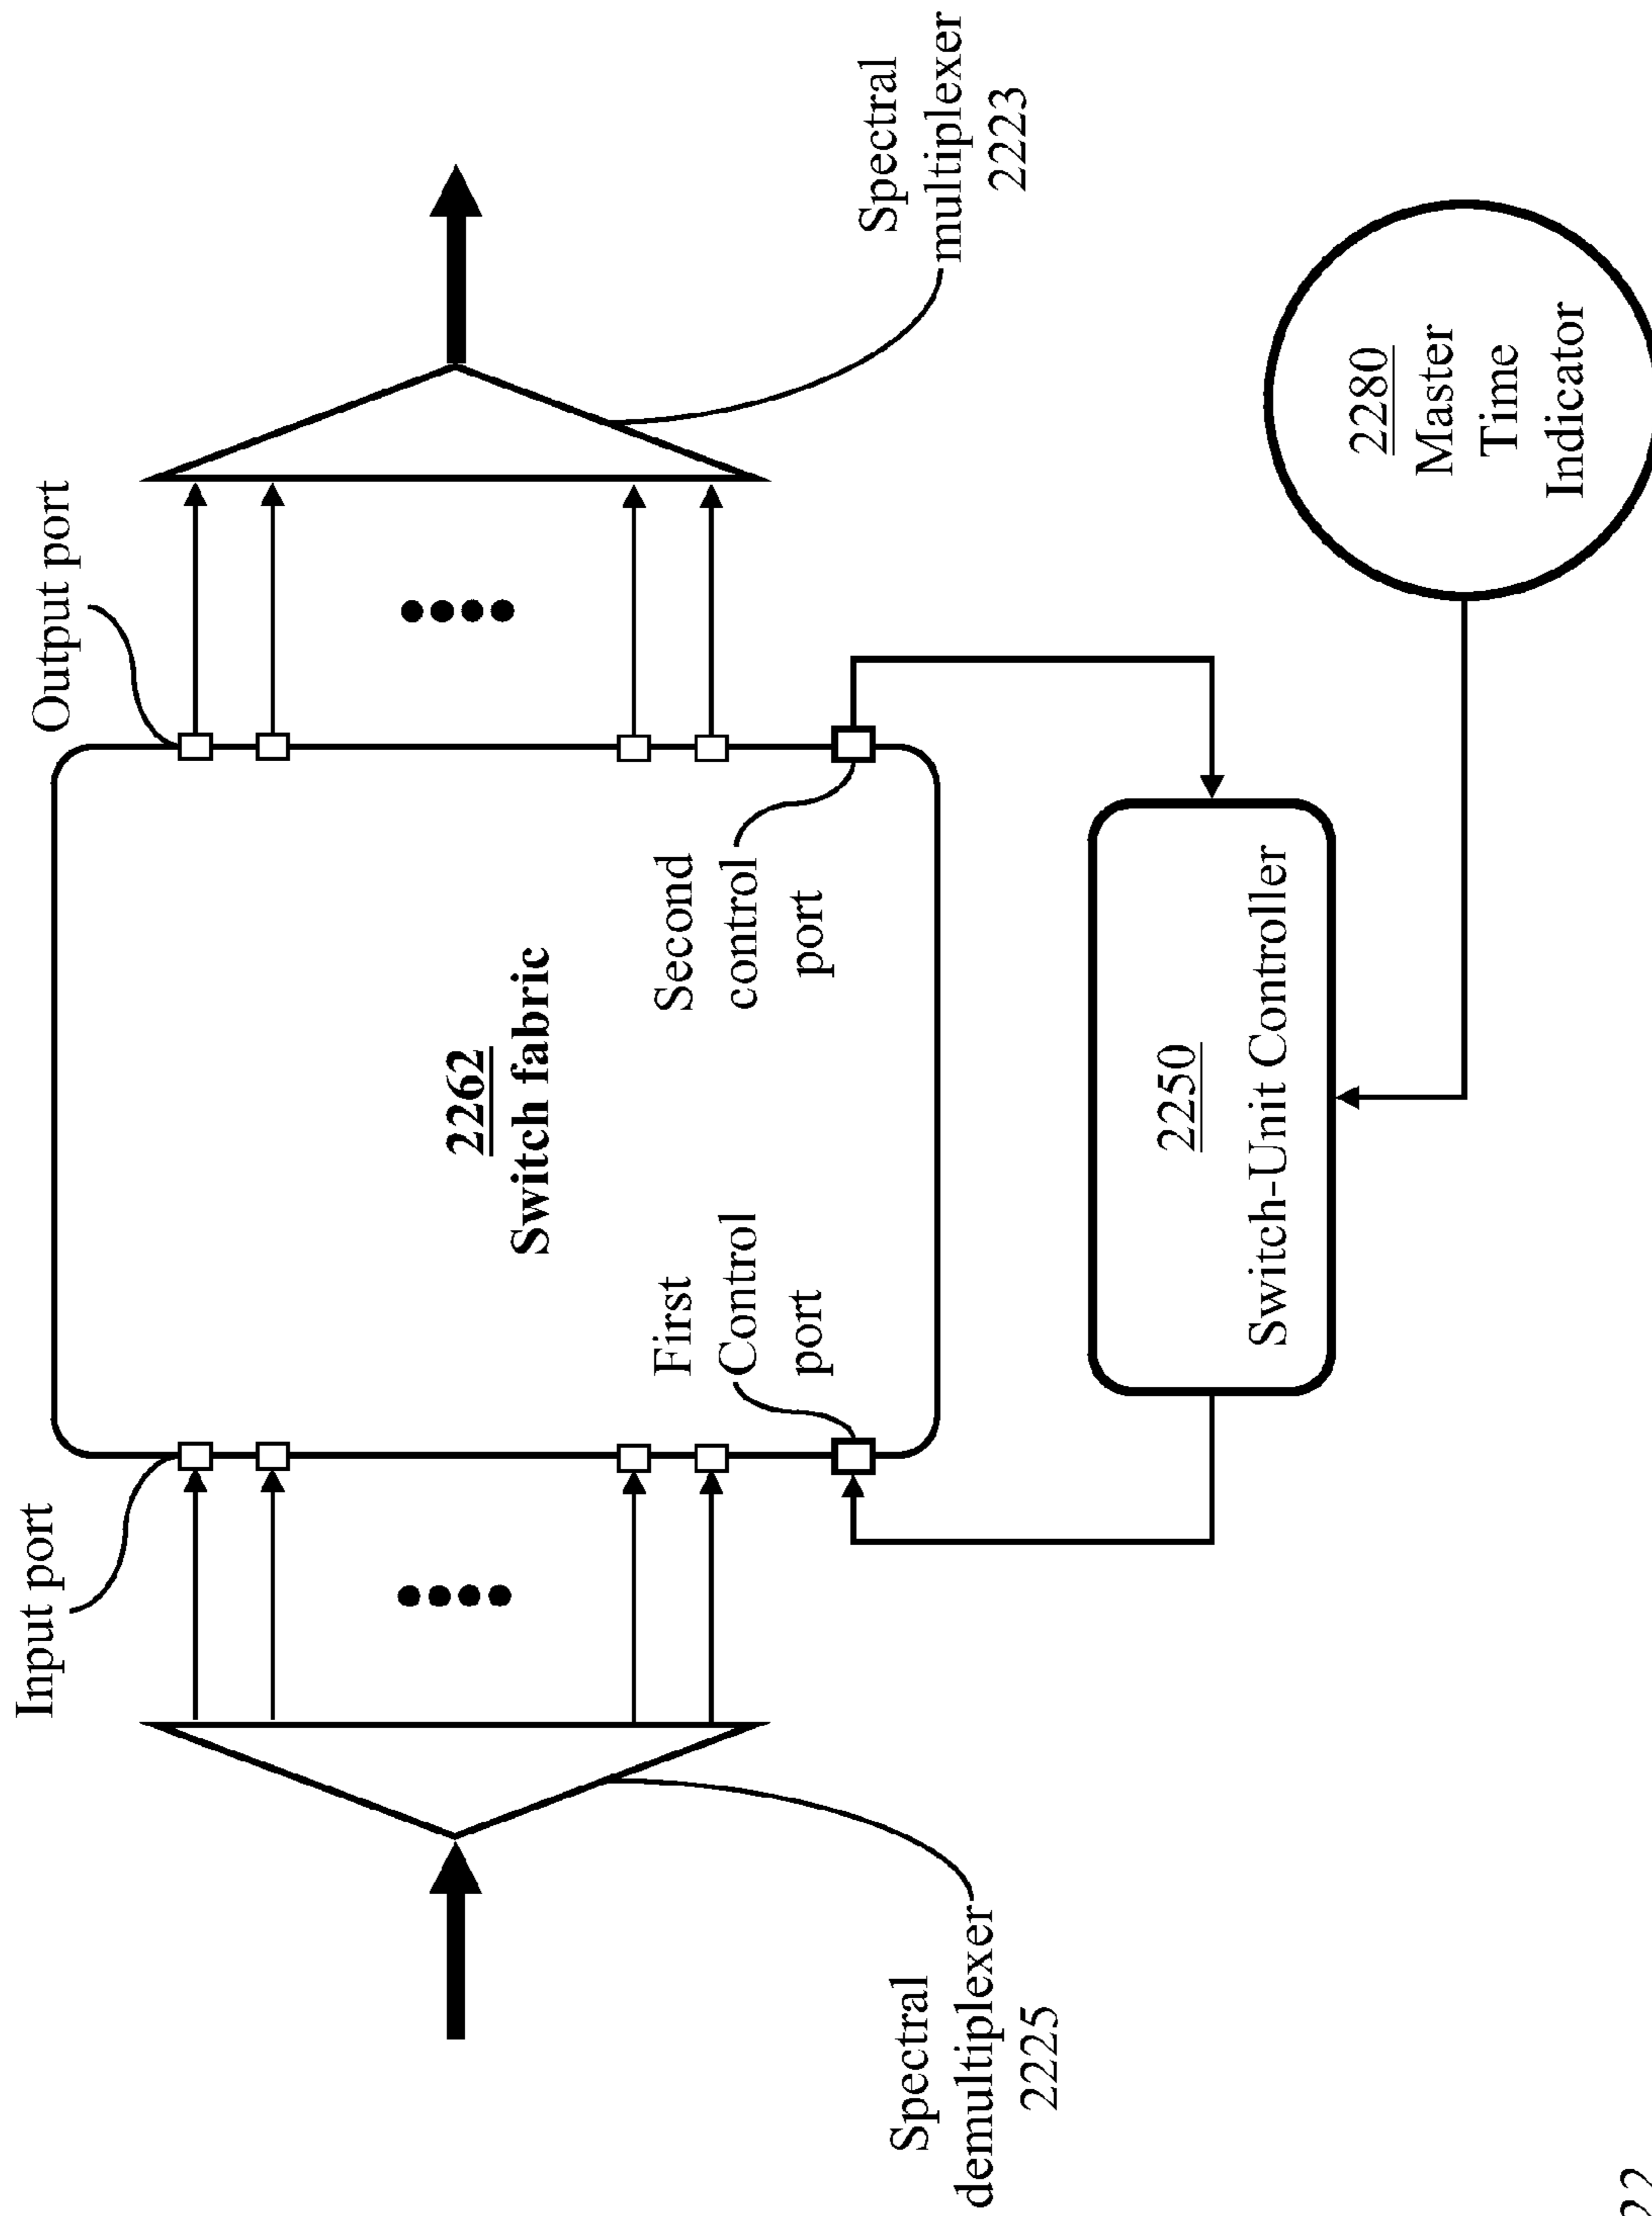 Input port
Output port
2262
Switch fabric
First
Control
port
Second
control
port
Spectral
demultiplexer
2225
Spectral
multiplexer
2223
2250
Switch-Unit Controller
2280
Master
Time
Indicator